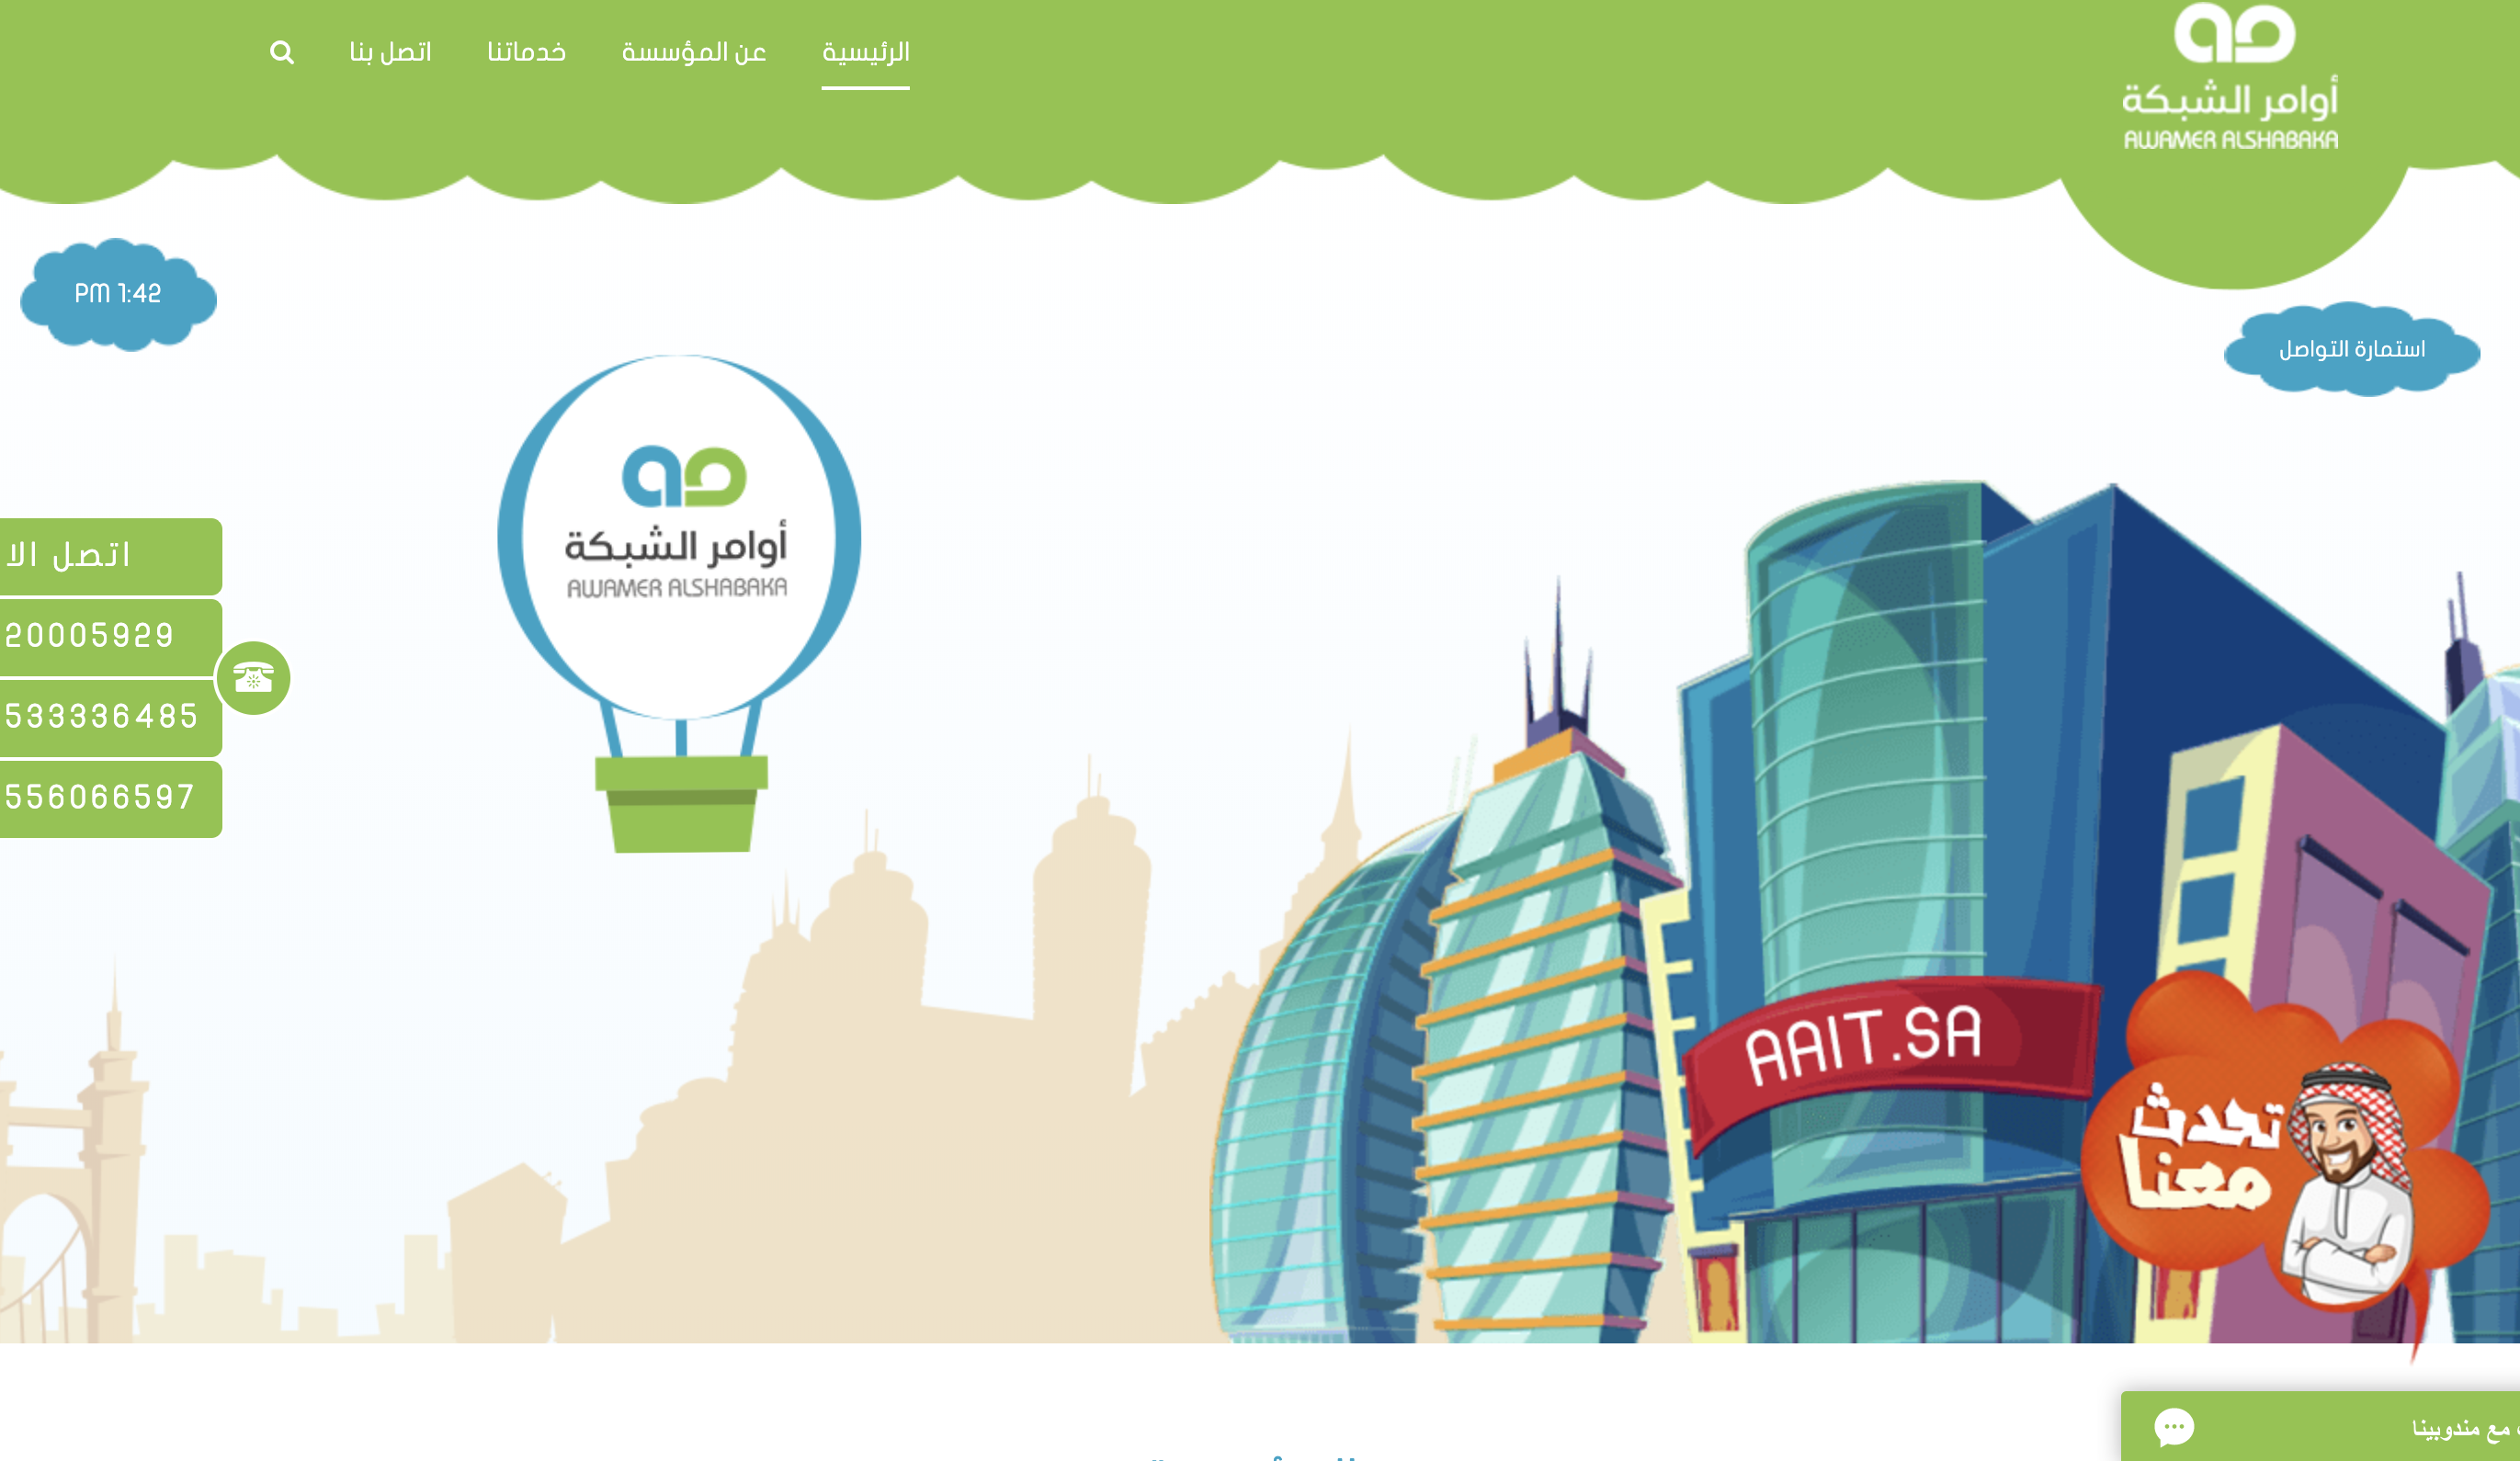 أوامر الشبكة
AWAMER ALSHABAKA
الرئيسية
عن المؤسسة
خدماتنا
اتصل بنا
PM 1:42
استمارة التواصل
أوامر الشبكة
AWAMER ALSHABAKA
اتصل الا
20005929
533336485
556066597
AAIT.SA
تحدث
معنا
مع مندوبينا